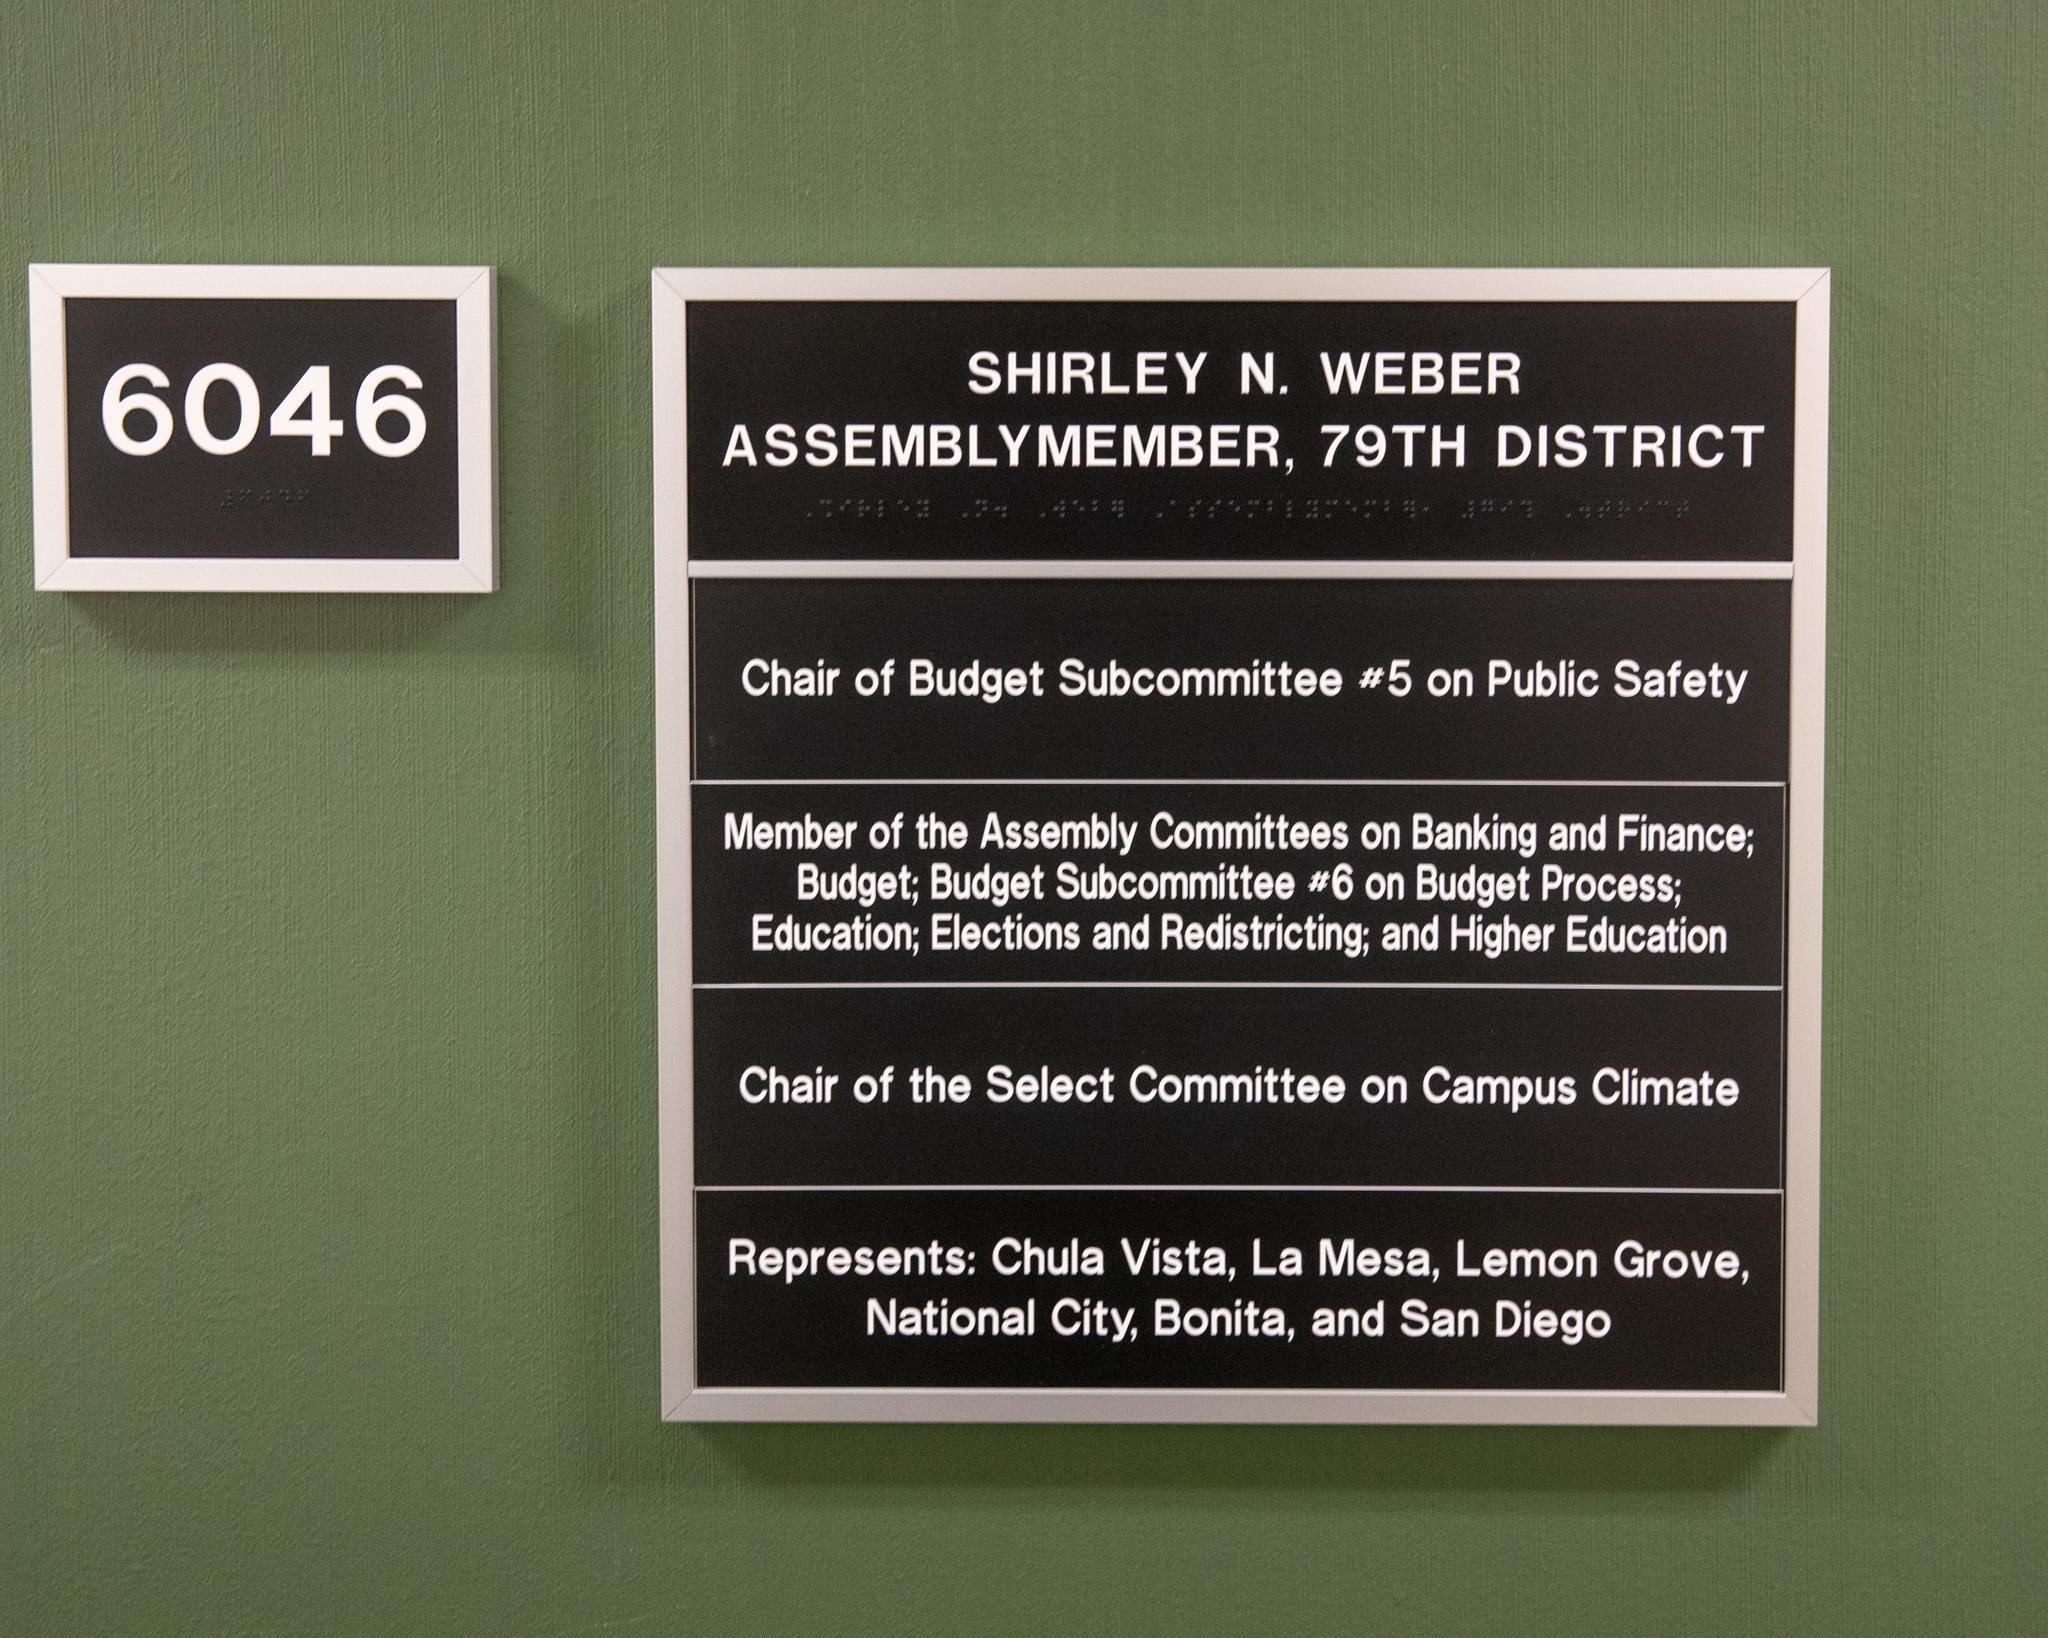 6046
SHIRLEY N. WEBER
ASSEMBLYMEMBER, 79TH DISTRICT
Chair of Budget Subcommittee #5 on Public Safety
Member of the Assembly Committees on Banking and Finance;
Budget; Budget Subcommittee #6 on Budget Process;
Education; Elections and Redistricting; and Higher Education
Chair of the Select Committee on Campus Climate
Represents: Chula Vista, La Mesa, Lemon Grove,
National City, Bonita, and San Diego